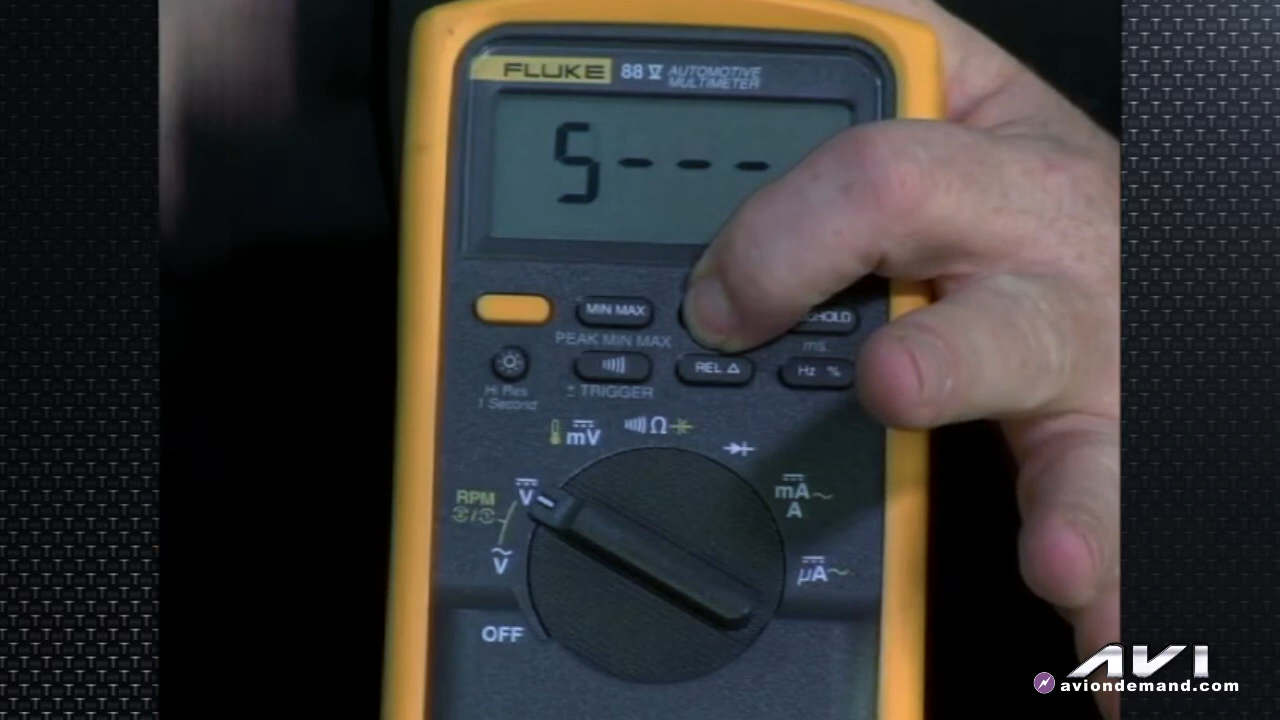 FLUKE 88 V AUTOMOTIVE
MULTIMETER
5---
MIN MAX
HOLD
PEAK MIN MAX
ms
REL Δ
Hz %
Hi Res
1 Second
± TRIGGER
mV
Ω
V
RPM
mA
A
V
µA
OFF
AVI
aviondemand.com